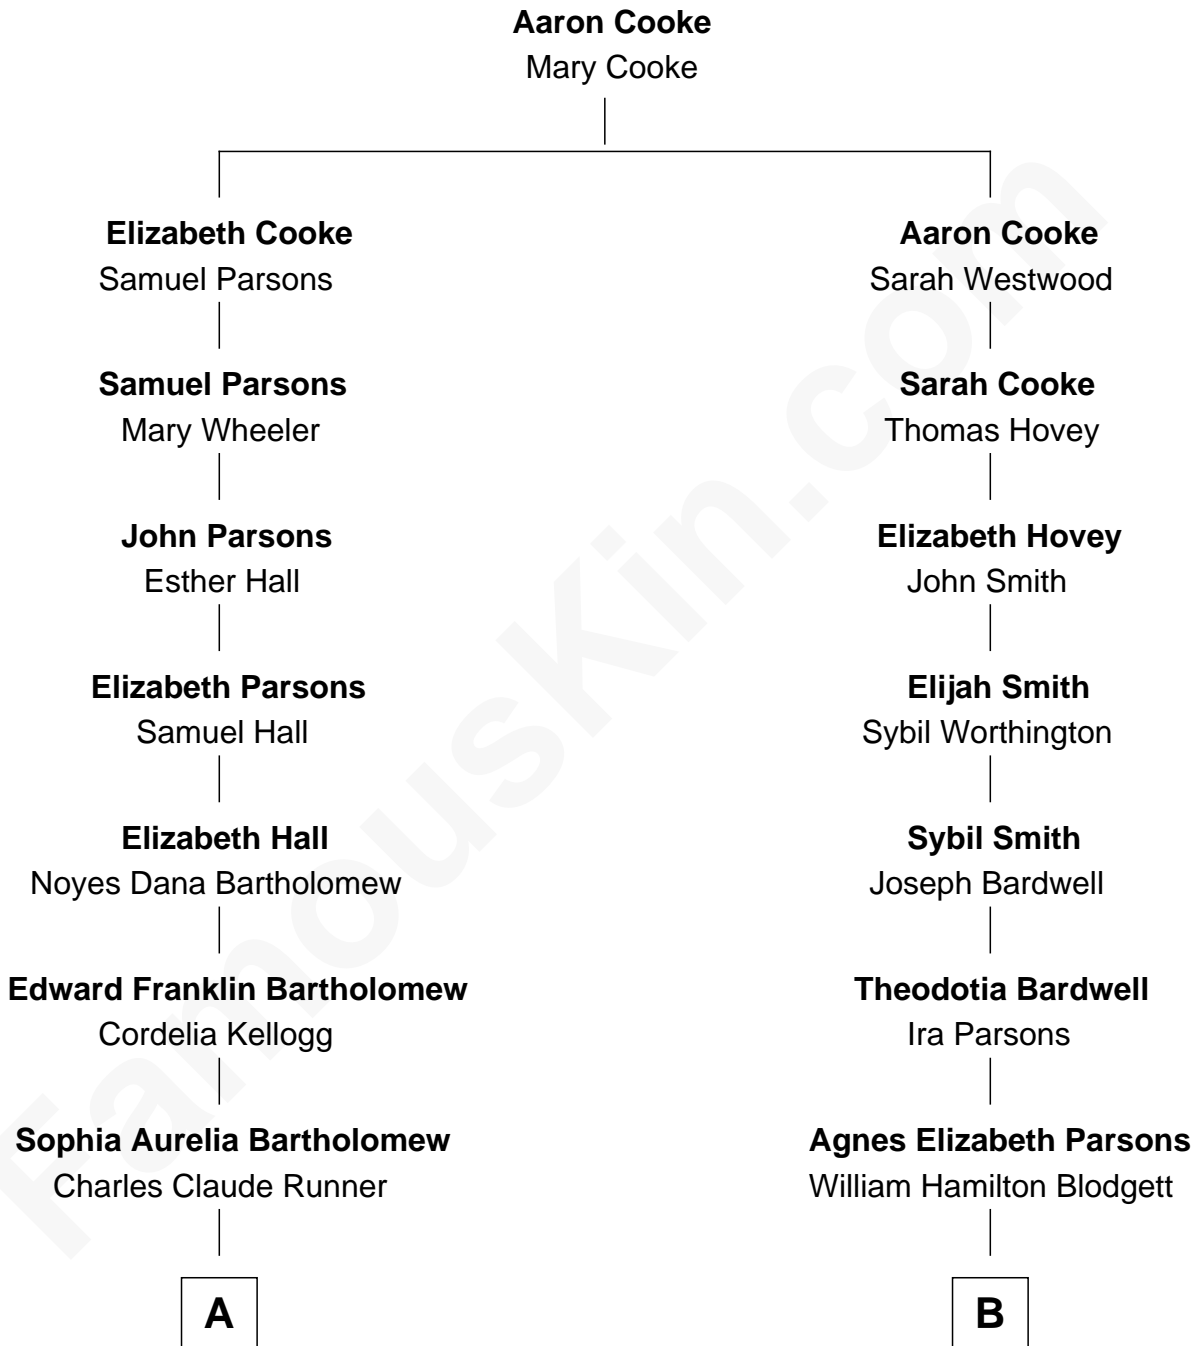 Aaron Cooke
Mary Cooke
Elizabeth Cooke
Samuel Parsons
Aaron Cooke
Sarah Westwood
Samuel Parsons
Mary Wheeler
Sarah Cooke
Thomas Hovey
John Parsons
Esther Hall
Elizabeth Hovey
John Smith
Elizabeth Parsons
Samuel Hall
Elijah Smith
Sybil Worthington
Elizabeth Hall
Noyes Dana Bartholomew
Sybil Smith
Joseph Bardwell
Edward Franklin Bartholomew
Cordelia Kellogg
Theodotia Bardwell
Ira Parsons
Sophia Aurelia Bartholomew
Charles Claude Runner
Agnes Elizabeth Parsons
William Hamilton Blodgett
A
B
FamousKin.com